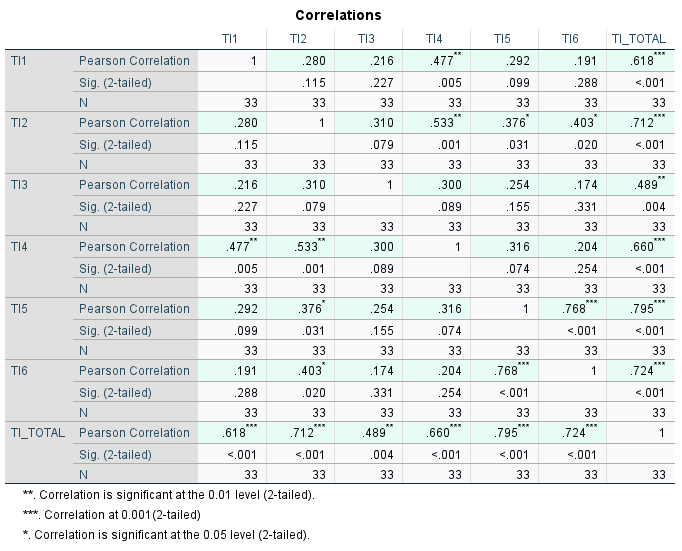 Correlations
TI1 TI2 TI3 TI4 TI5 TI6 TI_TOTAL
TI1 Pearson Correlation 1 .280 .216 .477** .292 .191 .618***
Sig. (2-tailed) .115 .227 .005 .099 .288 <.001
N 33 33 33 33 33 33 33
TI2 Pearson Correlation .280 1 .310 .533** .376* .403* .712***
Sig. (2-tailed) .115 .079 .001 .031 .020 <.001
N 33 33 33 33 33 33 33
TI3 Pearson Correlation .216 .310 1 .300 .254 .174 .489**
Sig. (2-tailed) .227 .079 .089 .155 .331 .004
N 33 33 33 33 33 33 33
TI4 Pearson Correlation .477** .533** .300 1 .316 .204 .660***
Sig. (2-tailed) .005 .001 .089 .074 .254 <.001
N 33 33 33 33 33 33 33
TI5 Pearson Correlation .292 .376* .254 .316 1 .768*** .795***
Sig. (2-tailed) .099 .031 .155 .074 <.001 <.001
N 33 33 33 33 33 33 33
TI6 Pearson Correlation .191 .403* .174 .204 .768*** 1 .724***
Sig. (2-tailed) .288 .020 .331 .254 <.001 <.001
N 33 33 33 33 33 33 33
TI_TOTAL Pearson Correlation .618*** .712*** .489** .660*** .795*** .724*** 1
Sig. (2-tailed) <.001 <.001 .004 <.001 <.001 <.001
N 33 33 33 33 33 33 33
**. Correlation is significant at the 0.01 level (2-tailed).
***. Correlation at 0.001(2-tailed)
*. Correlation is significant at the 0.05 level (2-tailed).